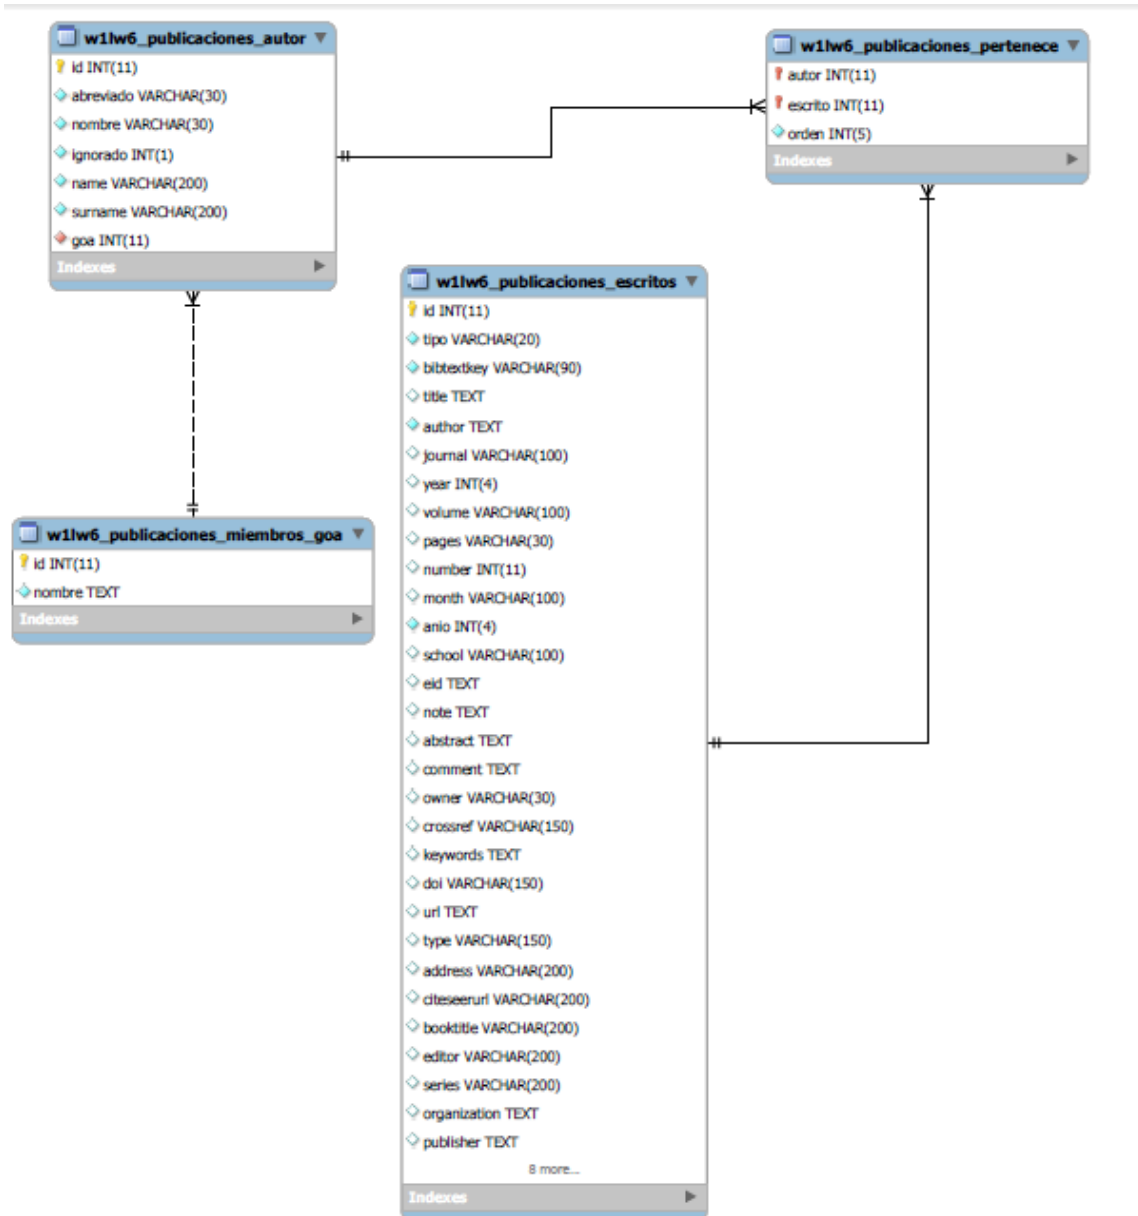 w1lw6_publicaciones_autor
id INT(11)
abreviado VARCHAR(30)
nombre VARCHAR(30)
ignorado INT(1)
name VARCHAR(200)
surname VARCHAR(200)
goa INT(11)
Indexes
w1lw6_publicaciones_pertenece
autor INT(11)
escrito INT(11)
orden INT(5)
Indexes
w1lw6_publicaciones_escritos
id INT(11)
tipo VARCHAR(20)
bibtextkey VARCHAR(90)
title TEXT
author TEXT
journal VARCHAR(100)
year INT(4)
volume VARCHAR(100)
pages VARCHAR(30)
number INT(11)
month VARCHAR(100)
anio INT(4)
school VARCHAR(100)
eid TEXT
note TEXT
abstract TEXT
comment TEXT
owner VARCHAR(30)
crossref VARCHAR(150)
keywords TEXT
doi VARCHAR(150)
url TEXT
type VARCHAR(150)
address VARCHAR(200)
citeseerurl VARCHAR(200)
booktitle VARCHAR(200)
editor VARCHAR(200)
series VARCHAR(200)
organization TEXT
publisher TEXT
8 more...
Indexes
w1lw6_publicaciones_miembros_goa
id INT(11)
nombre TEXT
Indexes